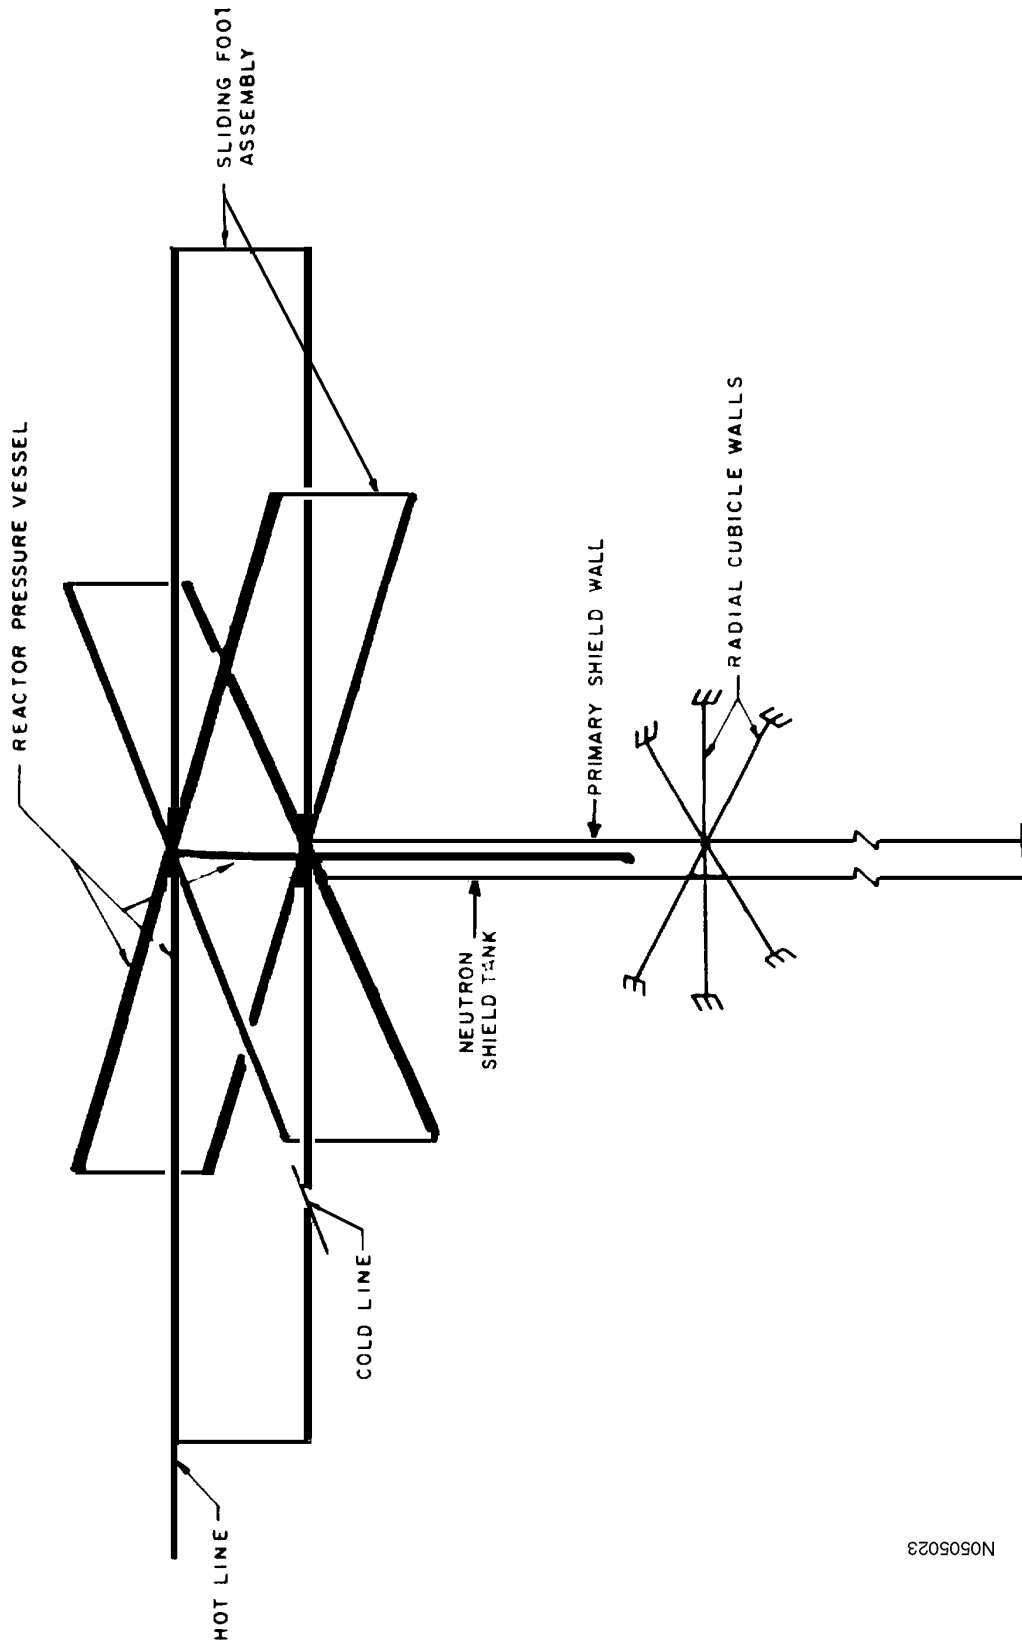 REACTOR PRESSURE VESSEL
SLIDING FOOT
ASSEMBLY
HOT LINE
COLD LINE
NEUTRON
SHIELD TANK
PRIMARY SHIELD WALL
RADIAL CUBICLE WALLS
N0505023